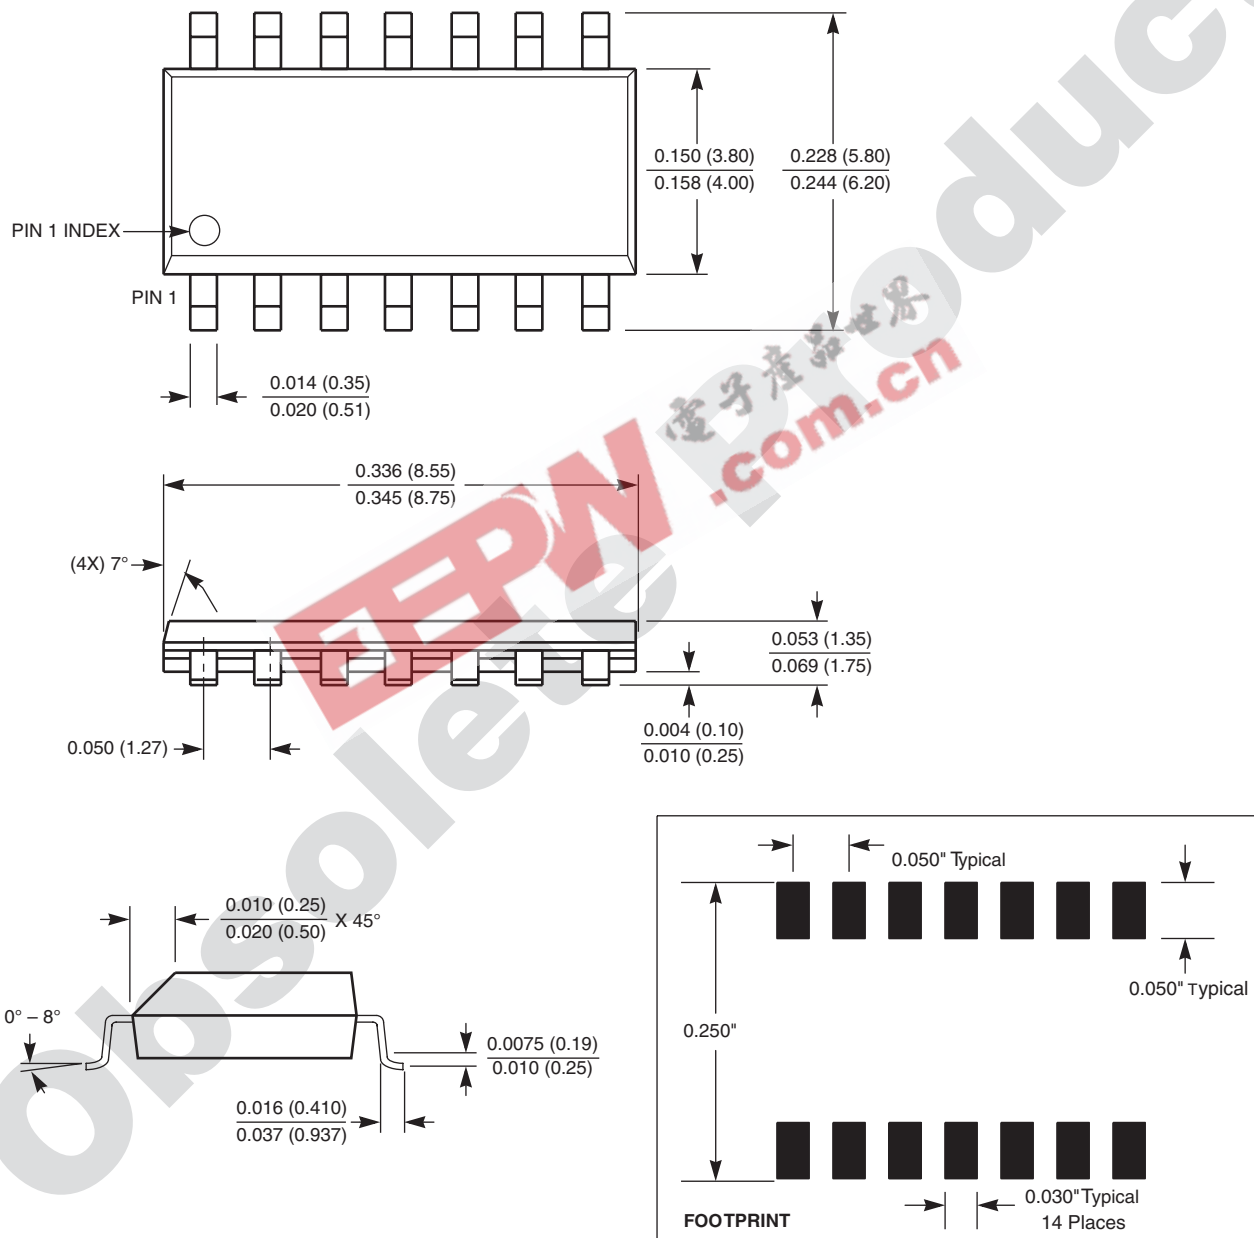 0.150 (3.80)
0.158 (4.00)
0.228 (5.80)
0.244 (6.20)
PIN 1 INDEX
PIN 1
0.014 (0.35)
0.020 (0.51)
電子產品世界
.com.cn
EEPW
0.336 (8.55)
0.345 (8.75)
(4X) 7°
0.053 (1.35)
0.069 (1.75)
0.004 (0.10)
0.010 (0.25)
0.050 (1.27)
Obsolete Product
0.010 (0.25)
0.020 (0.50)
X 45°
0° – 8°
0.0075 (0.19)
0.010 (0.25)
0.016 (0.410)
0.037 (0.937)
0.050" Typical
0.050" Typical
0.250"
0.030" Typical
14 Places
FOOTPRINT